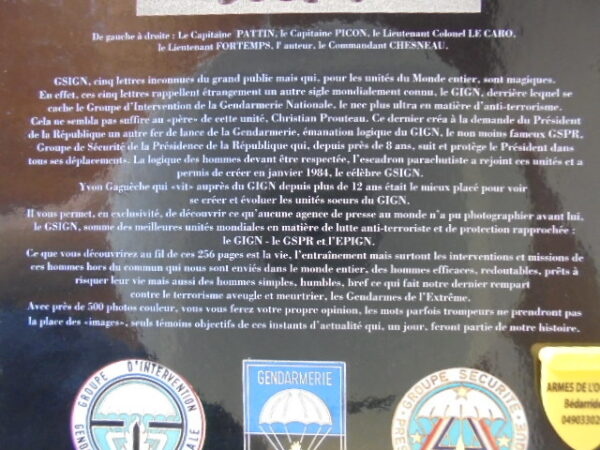 De gauche à droite : Le Capitaine PATTIN, le Capitaine PICON, le Lieutenant Colonel LE CARO,
le Lieutenant FORTEMPS, l' auteur, le Commandant CHESNEAU.
GSIGN, cinq lettres inconnues du grand public mais qui, pour les unités du Monde entier, sont magiques.
En effet, ces cinq lettres rappellent étrangement un autre sigle mondialement connu, le GIGN, derrière lequel se
cache le Groupe d'Intervention de la Gendarmerie Nationale, le nec plus ultra en matière d'anti-terrorisme.
Cela ne sembla pas suffire au «père» de cette unité, Christian Prouteau. Ce dernier créa à la demande du Président
de la République un autre fer de lance de la Gendarmerie, émanation logique du GIGN, le non moins fameux GSPR,
Groupe de Sécurité de la Présidence de la République qui, depuis près de 8 ans, suit et protège le Président dans
tous ses déplacements. La logique des hommes devant être respectée, l'escadron parachutiste a rejoint ces unités et a
permis de créer en janvier 1984, le célèbre GSIGN.
Yvon Gaguèche qui «vit» auprès du GIGN depuis plus de 12 ans était le mieux placé pour voir
se créer et évoluer les unités soeurs du GIGN.
Il vous permet, en exclusivité, de découvrir ce qu'aucune agence de presse au monde n'a pu photographier avant lui,
le GSIGN, somme des meilleures unités mondiales en matière de lutte anti-terroriste et de protection rapprochée :
le GIGN - le GSPR et l'EPIGN.
Ce que vous découvrirez au fil de ces 256 pages est la vie, l'entraînement mais surtout les interventions et missions de
ces hommes hors du commun qui nous sont enviés dans le monde entier, des hommes efficaces, redoutables, prêts à
risquer leur vie mais aussi des hommes simples, humbles, bref ce qui fait notre dernier rempart
contre le terrorisme aveugle et meurtrier, les Gendarmes de l'Extrême.
Avec près de 500 photos couleur, vous vous ferez votre propre opinion, les mots parfois trompeurs ne prendront pas
la place des «images», seuls témoins objectifs de ces instants d'actualité qui, un jour, feront partie de notre histoire.
GROUPE D'INTERVENTION
GENDARMERIE
GROUPE SECURITE
ARMES DE L'O
Bédarride
04903302